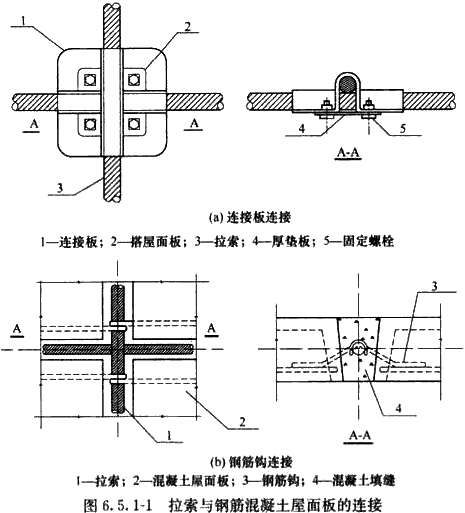 1
2
A
A
3
4
5
A-A
(a) 连接板连接
1—连接板；2—搭屋面板；3—拉索；4—厚垫板；5—固定螺栓
A
A
1
2
3
4
A-A
(b) 钢筋钩连接
1—拉索；2—混凝土屋面板；3—钢筋钩；4—混凝土填缝
图 6.5.1-1 拉索与钢筋混凝土屋面板的连接